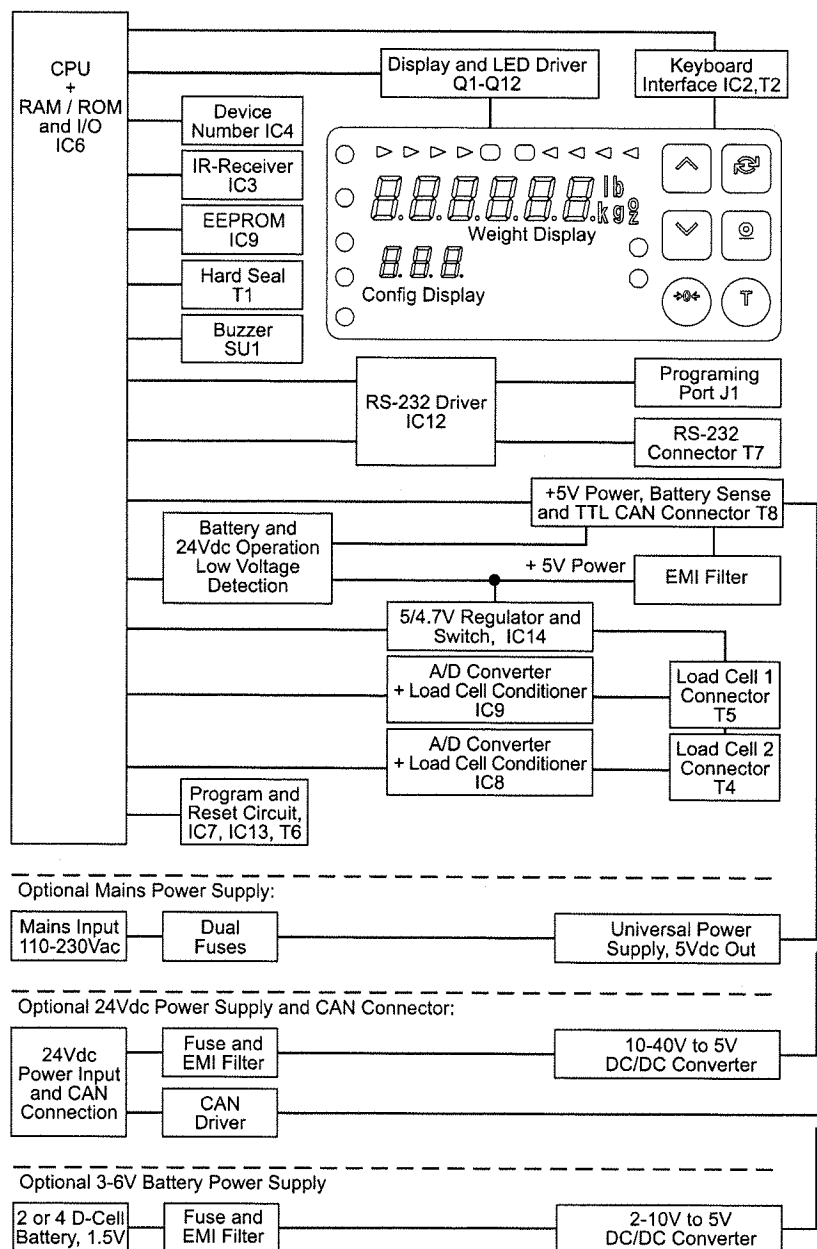 CPU
+
RAM / ROM
and I/O
IC6
Display and LED Driver
Q1-Q12
Keyboard
Interface IC2,T2
Device
Number IC4
IR-Receiver
IC3
EEPROM
IC9
Hard Seal
T1
Buzzer
SU1
lb
kg oz
Weight Display
Config Display
→0←
T
RS-232 Driver
IC12
Programing
Port J1
RS-232
Connector T7
+5V Power, Battery Sense
and TTL CAN Connector T8
Battery and
24Vdc Operation
Low Voltage
Detection
+ 5V Power
EMI Filter
5/4.7V Regulator and
Switch, IC14
A/D Converter
+ Load Cell Conditioner
IC9
Load Cell 1
Connector
T5
A/D Converter
+ Load Cell Conditioner
IC8
Load Cell 2
Connector
T4
Program and
Reset Circuit,
IC7, IC13, T6
Optional Mains Power Supply:
Mains Input
110-230Vac
Dual
Fuses
Universal Power
Supply, 5Vdc Out
Optional 24Vdc Power Supply and CAN Connector:
24Vdc
Power Input
and CAN
Connection
Fuse and
EMI Filter
10-40V to 5V
DC/DC Converter
CAN
Driver
Optional 3-6V Battery Power Supply
2 or 4 D-Cell
Battery, 1.5V
Fuse and
EMI Filter
2-10V to 5V
DC/DC Converter